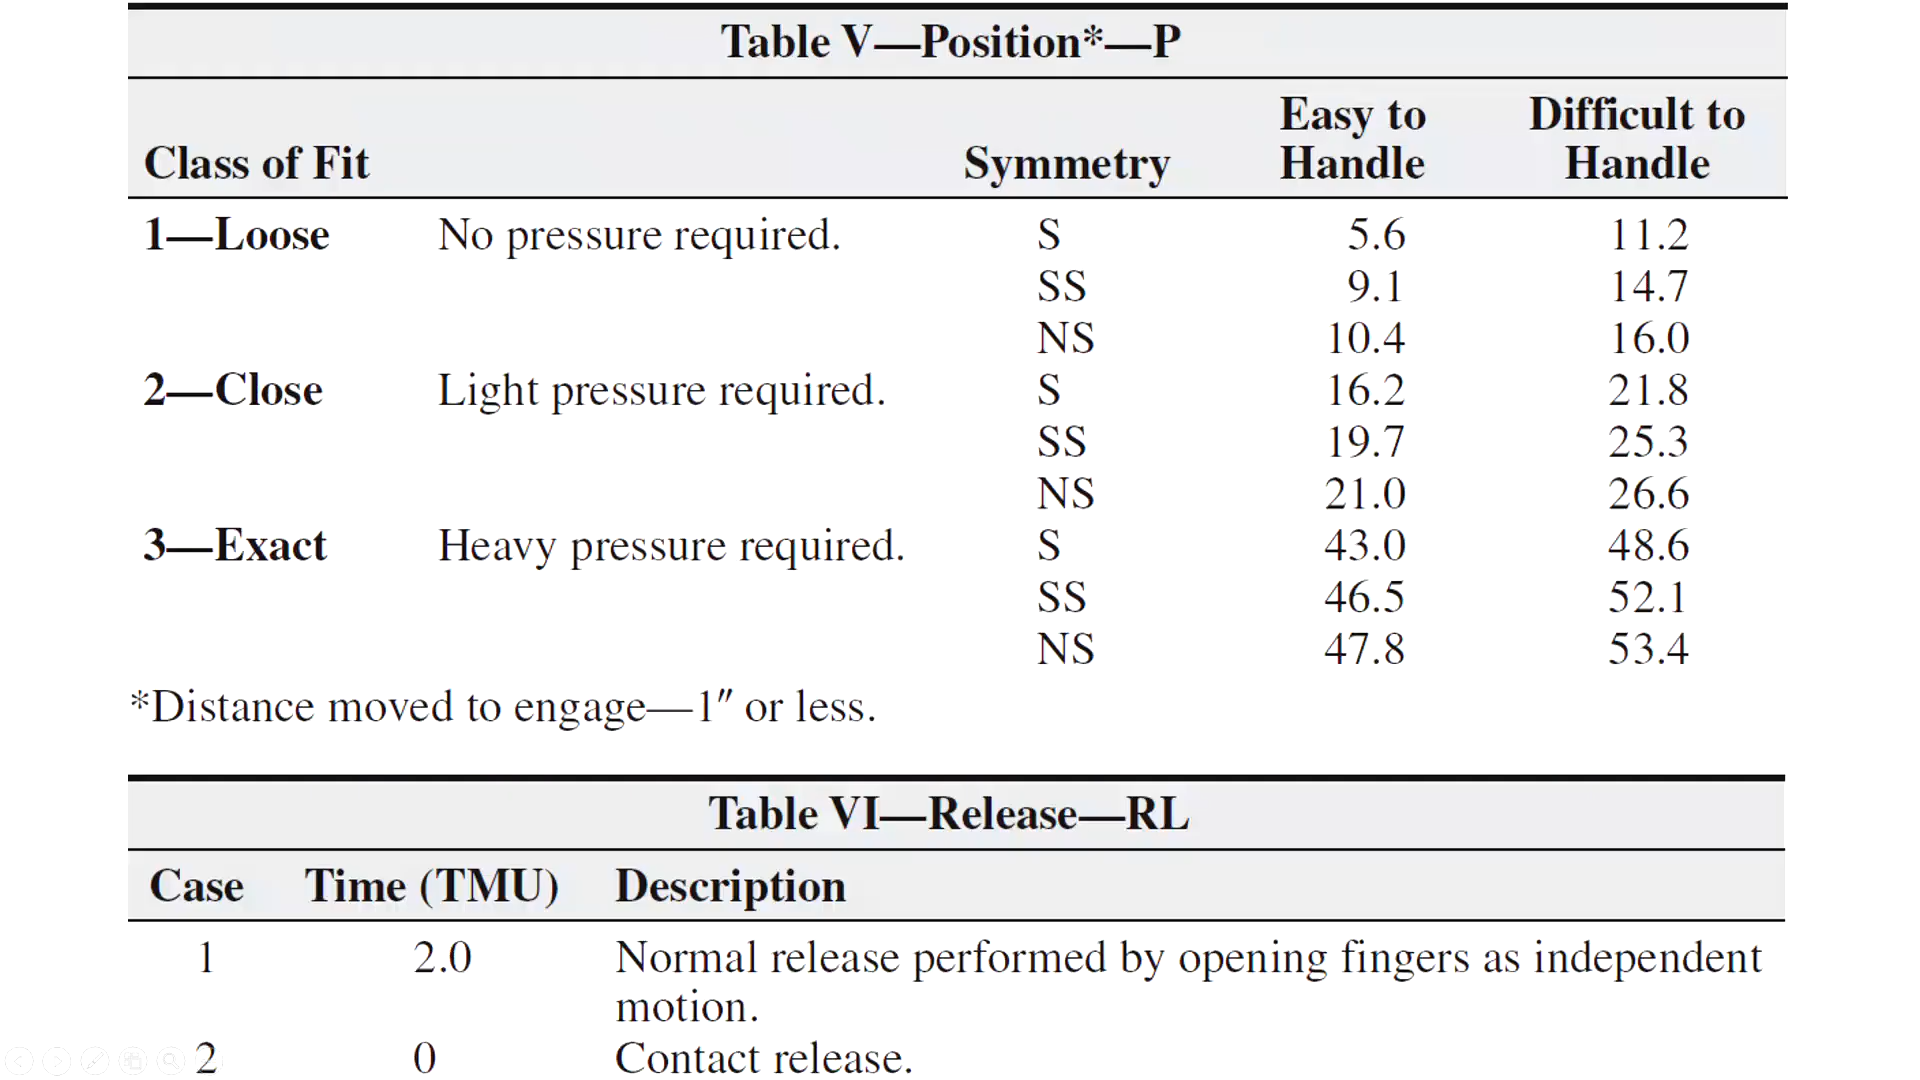 Table V—Position*—P
Class of Fit Symmetry Easy to Handle Difficult to Handle
1—Loose No pressure required. S 5.6 11.2
SS 9.1 14.7
NS 10.4 16.0
2—Close Light pressure required. S 16.2 21.8
SS 19.7 25.3
NS 21.0 26.6
3—Exact Heavy pressure required. S 43.0 48.6
SS 46.5 52.1
NS 47.8 53.4
*Distance moved to engage—1″ or less.
Table VI—Release—RL
Case Time (TMU) Description
1 2.0 Normal release performed by opening fingers as independent
motion.
2 0 Contact release.